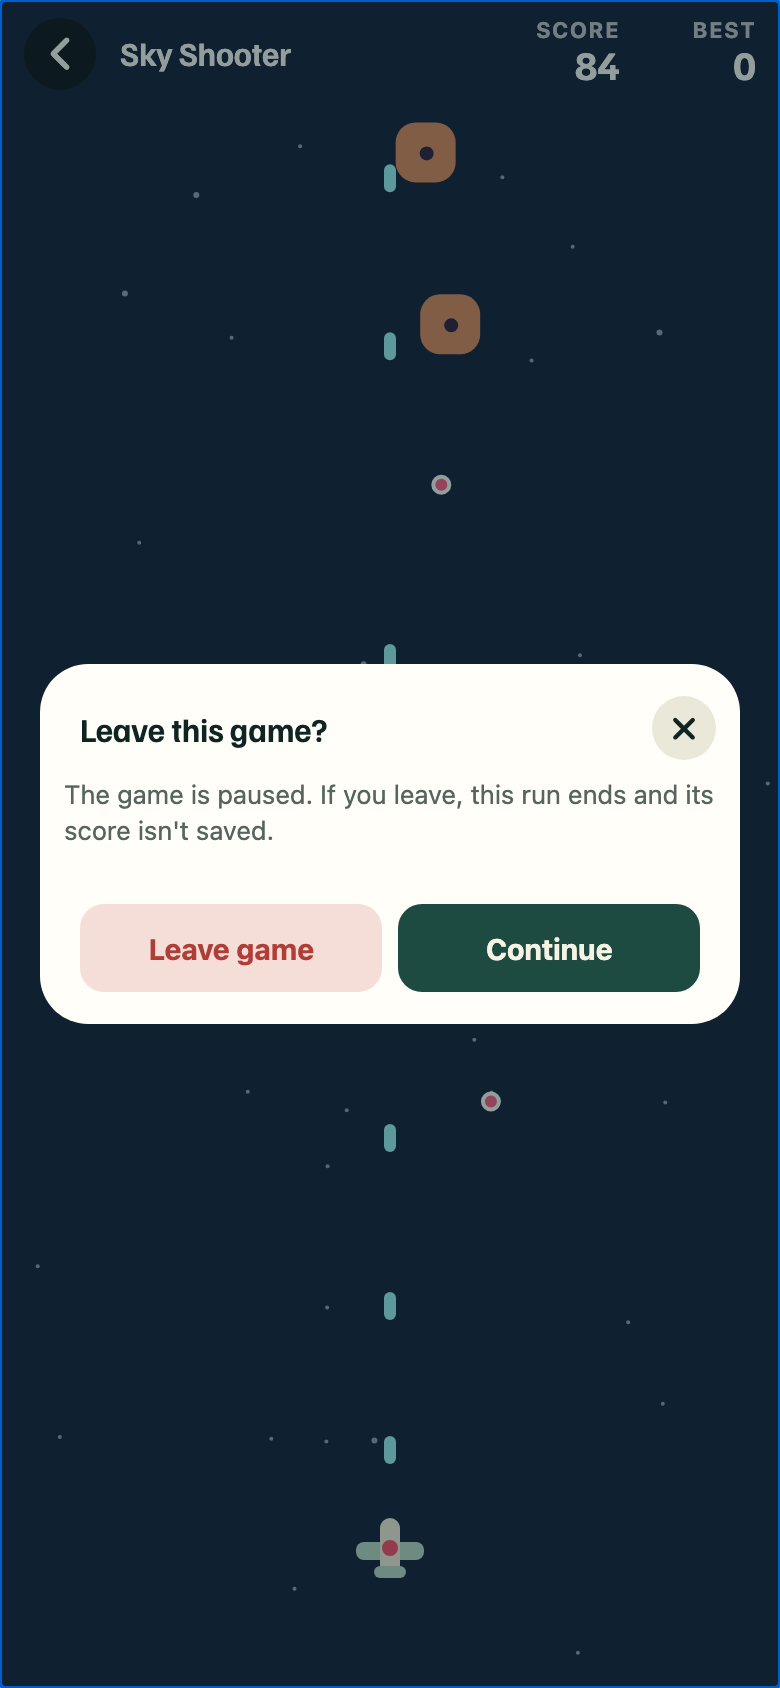 Sky Shooter
SCORE
84
BEST
0
Leave this game?
The game is paused. If you leave, this run ends and its
score isn't saved.
Leave game
Continue